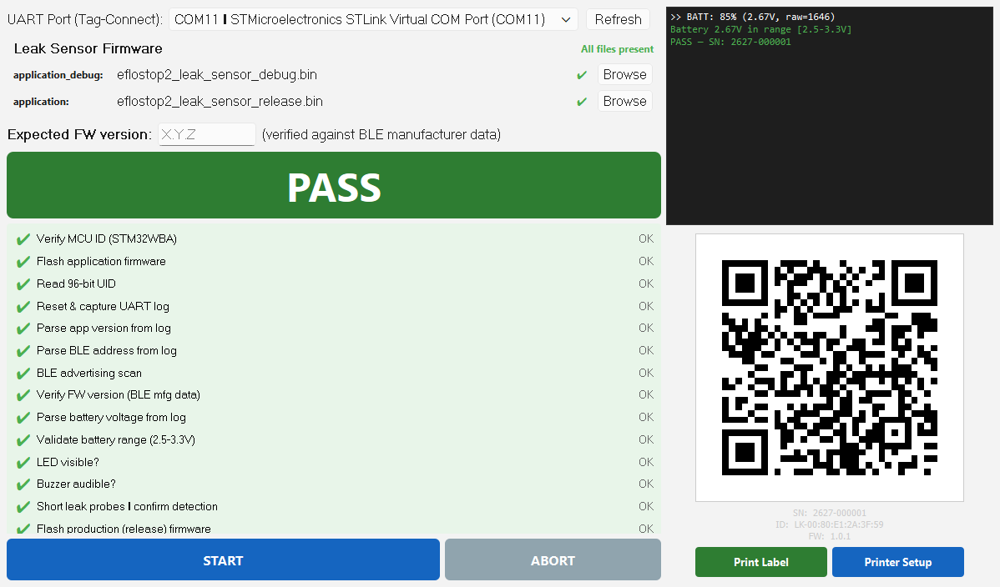 UART Port (Tag-Connect): COM11 | STMicroelectronics STLink Virtual COM Port (COM11) Refresh
Leak Sensor Firmware All files present
application_debug: eflostop2_leak_sensor_debug.bin ✓ Browse
application: eflostop2_leak_sensor_release.bin ✓ Browse
Expected FW version: X.Y.Z (verified against BLE manufacturer data)
PASS
✓ Verify MCU ID (STM32WBA) OK
✓ Flash application firmware OK
✓ Read 96-bit UID OK
✓ Reset & capture UART log OK
✓ Parse app version from log OK
✓ Parse BLE address from log OK
✓ BLE advertising scan OK
✓ Verify FW version (BLE mfg data) OK
✓ Parse battery voltage from log OK
✓ Validate battery range (2.5-3.3V) OK
✓ LED visible? OK
✓ Buzzer audible? OK
✓ Short leak probes | confirm detection OK
✓ Flash production (release) firmware OK
START ABORT
>> BATT: 85% (2.67V, raw=1646)
Battery 2.67V in range [2.5-3.3V]
PASS — SN: 2627-000001
SN: 2627-000001
ID: LK-00:80:E1:2A:3F:59
FW: 1.0.1
Print Label Printer Setup